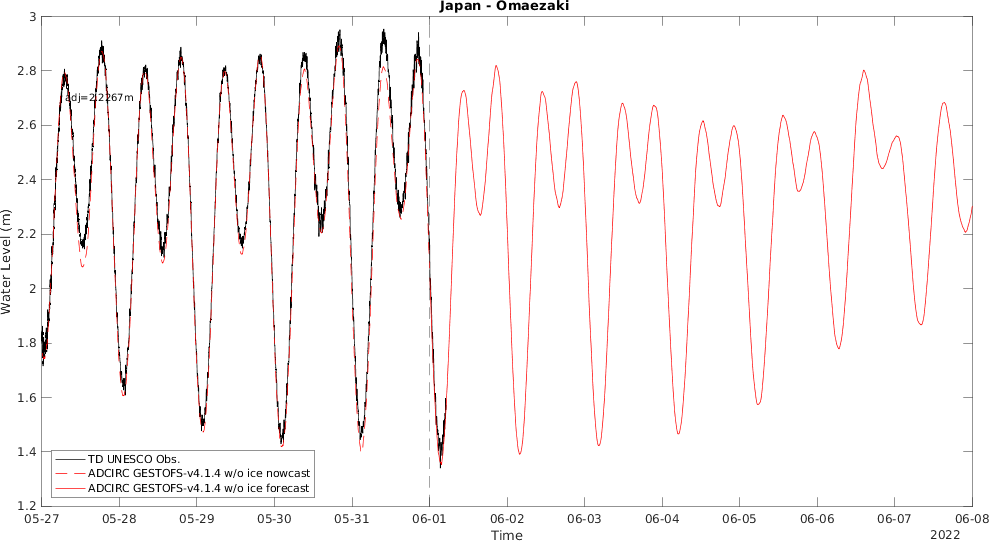 Japan - Omaezaki
3
2.8
2.6
2.4
2.2
2
1.8
1.6
1.4
1.2
Water Level (m)
adj=2.2267m
TD UNESCO Obs.
ADCIRC GESTOFS-v4.1.4 w/o ice nowcast
ADCIRC GESTOFS-v4.1.4 w/o ice forecast
05-27 05-28 05-29 05-30 05-31 06-01 06-02 06-03 06-04 06-05 06-06 06-07 06-08
Time
2022